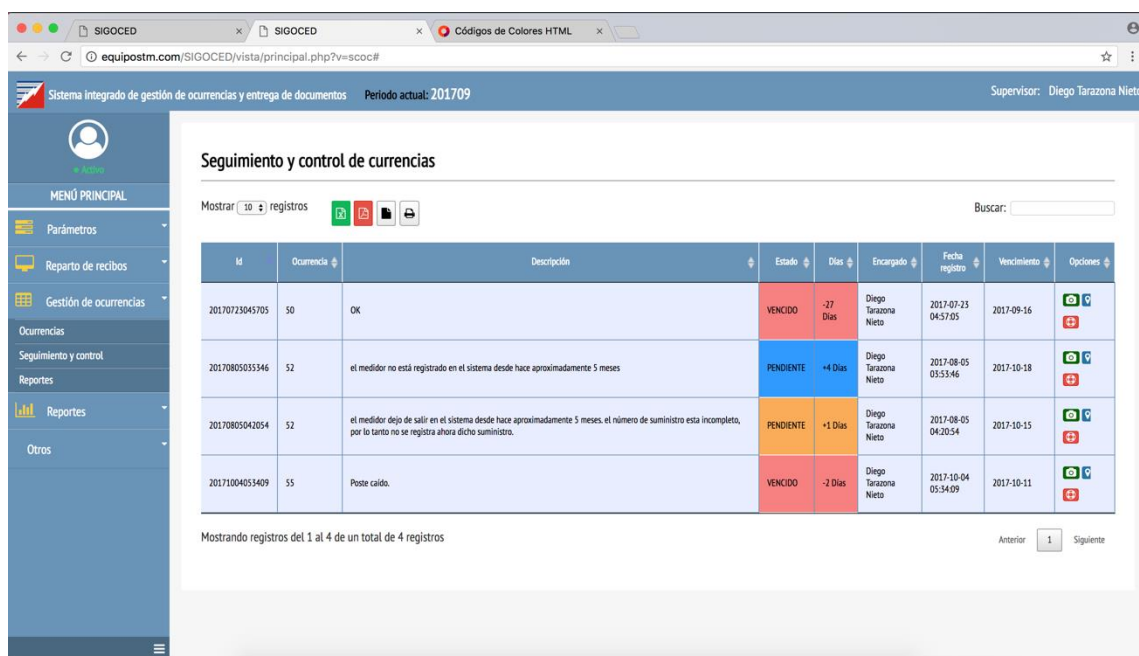 SIGOCED
SIGOCED
Códigos de Colores HTML
equipostm.com/SIGOCED/vista/principal.php?v=scoc#
Sistema integrado de gestión de ocurrencias y entrega de documentos Periodo actual: 201709 Supervisor: Diego Tarazona Nieto
Activo
MENÚ PRINCIPAL
Parámetros
Reparto de recibos
Gestión de ocurrencias
Ocurrencias
Seguimiento y control
Reportes
Reportes
Otros
Seguimiento y control de currencias
Mostrar 10 registros
Buscar:
Id Ocurrencia Descripción Estado Días Encargado Fecha registro Vencimiento Opciones
20170723045705 50 OK VENCIDO -27 Días Diego Tarazona Nieto 2017-07-23 04:57:05 2017-09-16
20170805035346 52 el medidor no está registrado en el sistema desde hace aproximadamente 5 meses PENDIENTE +4 Días Diego Tarazona Nieto 2017-08-05 03:53:46 2017-10-18
20170805042054 52 el medidor dejo de salir en el sistema desde hace aproximadamente 5 meses. el número de suministro esta incompleto, por lo tanto no se registra ahora dicho suministro. PENDIENTE +1 Días Diego Tarazona Nieto 2017-08-05 04:20:54 2017-10-15
20171004053409 55 Poste caído. VENCIDO -2 Días Diego Tarazona Nieto 2017-10-04 05:34:09 2017-10-11
Mostrando registros del 1 al 4 de un total de 4 registros
Anterior 1 Siguiente